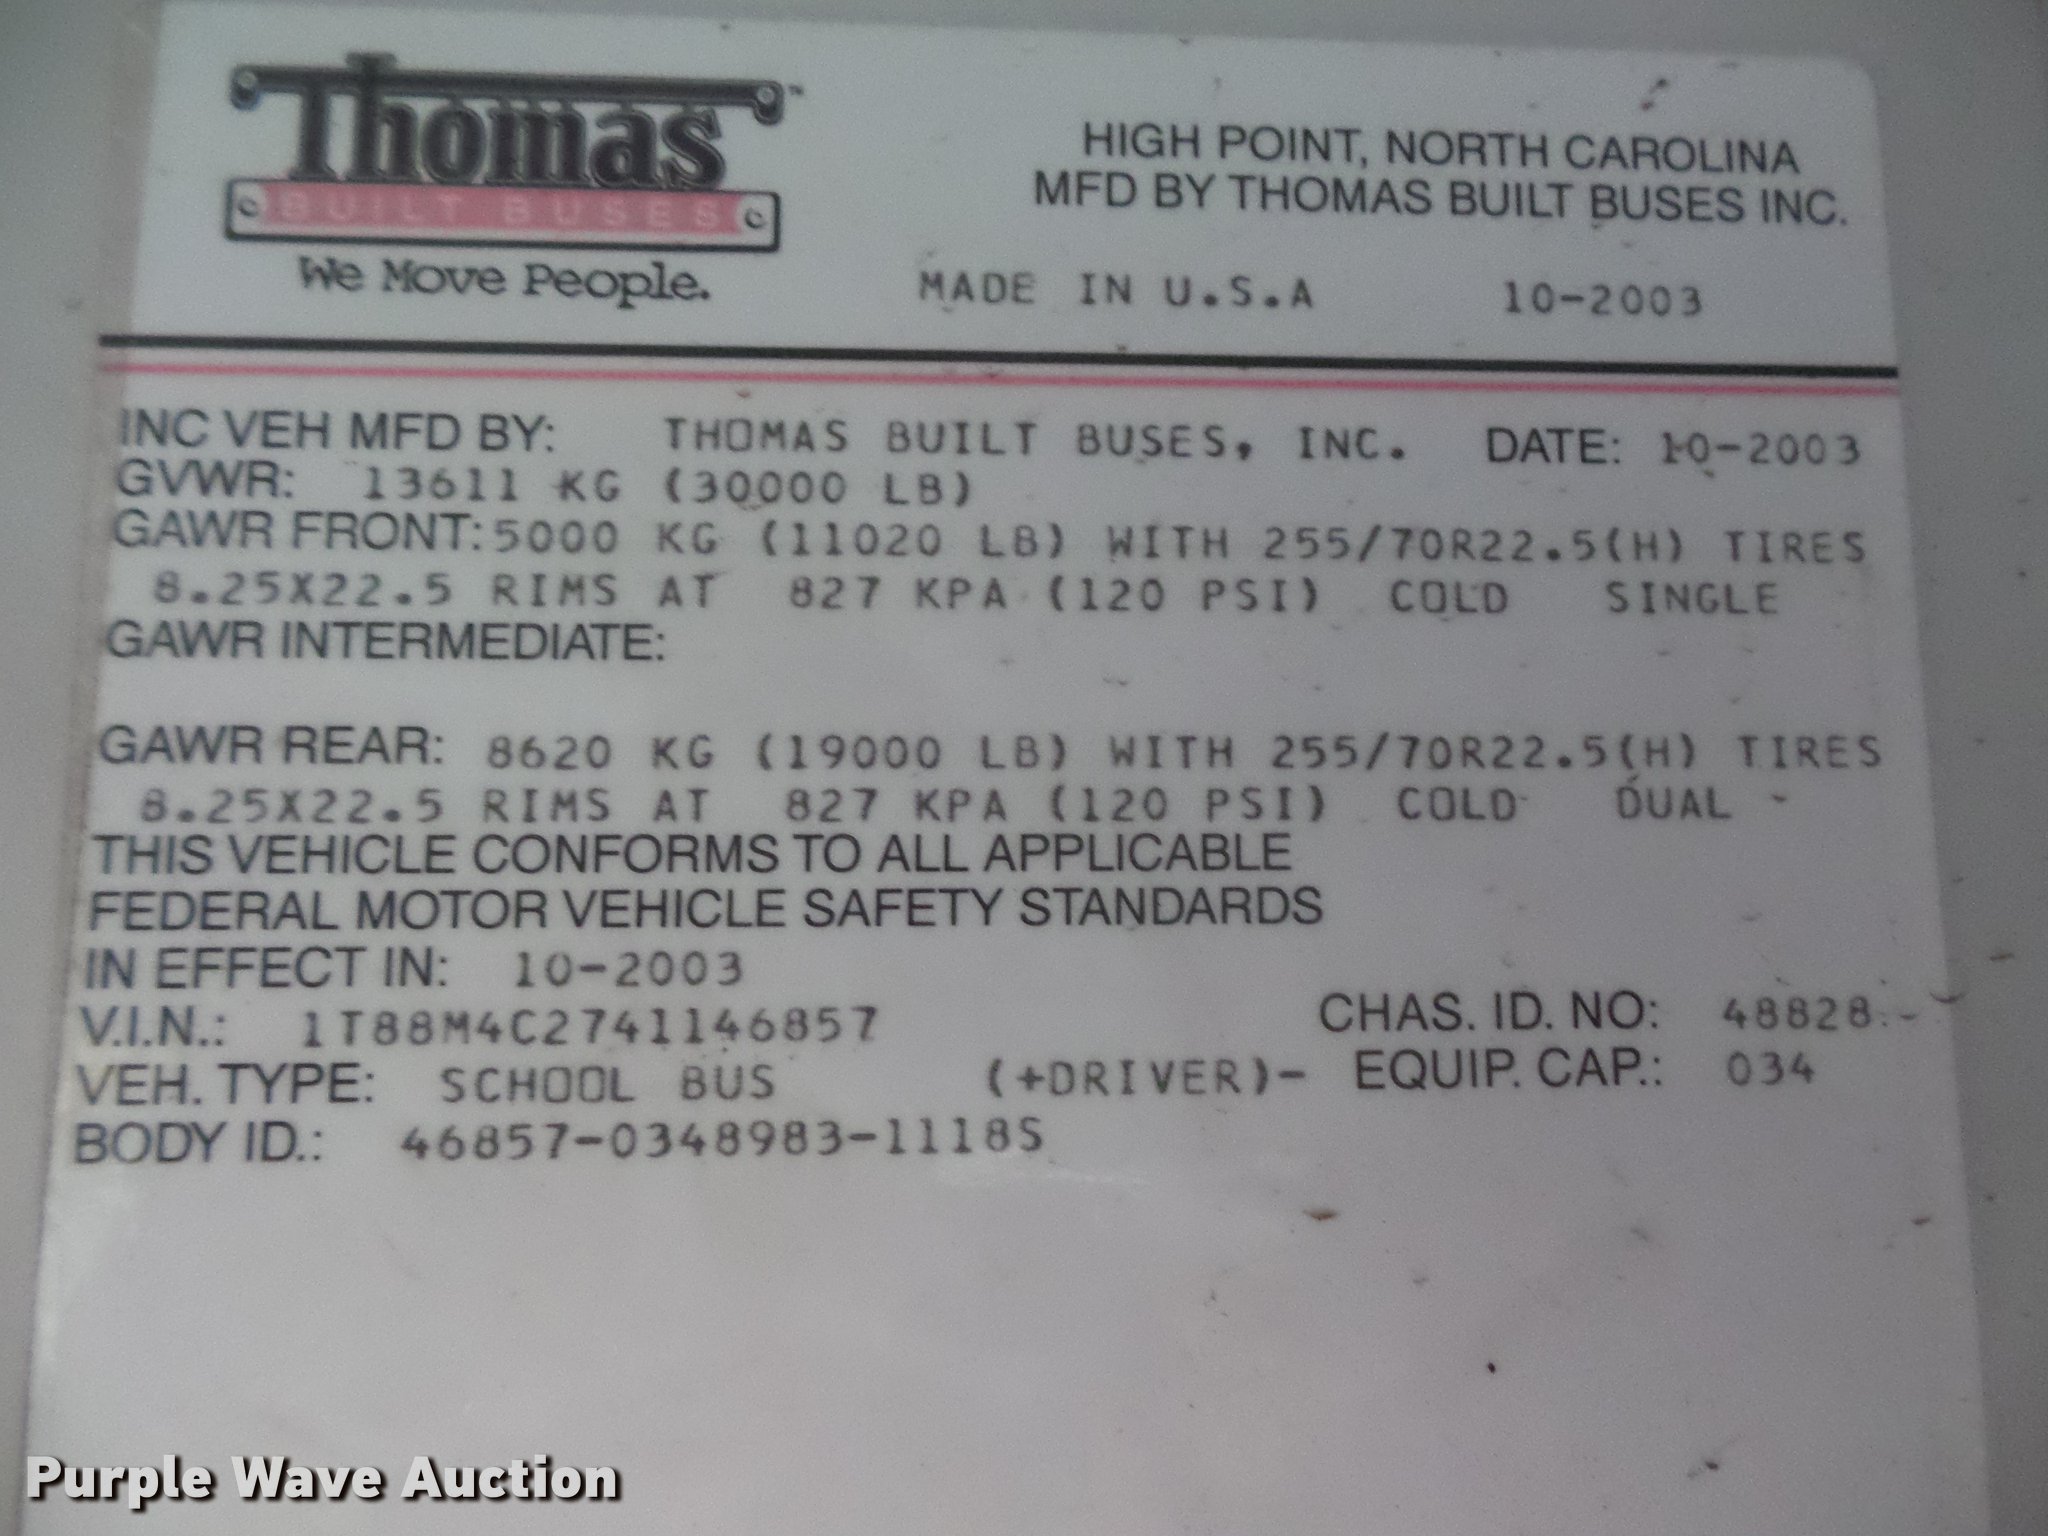 Thomas™
BUILT BUSES
We Move People.
HIGH POINT, NORTH CAROLINA
MFD BY THOMAS BUILT BUSES INC.
MADE IN U.S.A 10-2003
INC VEH MFD BY: THOMAS BUILT BUSES, INC. DATE: 10-2003
GVWR: 13611 KG (30000 LB)
GAWR FRONT: 5000 KG (11020 LB) WITH 255/70R22.5(H) TIRES
8.25X22.5 RIMS AT 827 KPA (120 PSI) COLD SINGLE
GAWR INTERMEDIATE:
GAWR REAR: 8620 KG (19000 LB) WITH 255/70R22.5(H) TIRES
8.25X22.5 RIMS AT 827 KPA (120 PSI) COLD DUAL
THIS VEHICLE CONFORMS TO ALL APPLICABLE
FEDERAL MOTOR VEHICLE SAFETY STANDARDS
IN EFFECT IN: 10-2003
V.I.N.: 1T88M4C2741146857 CHAS. ID. NO: 48828
VEH. TYPE: SCHOOL BUS (+DRIVER)- EQUIP. CAP.: 034
BODY ID.: 46857-0348983-1118S
Purple Wave Auction